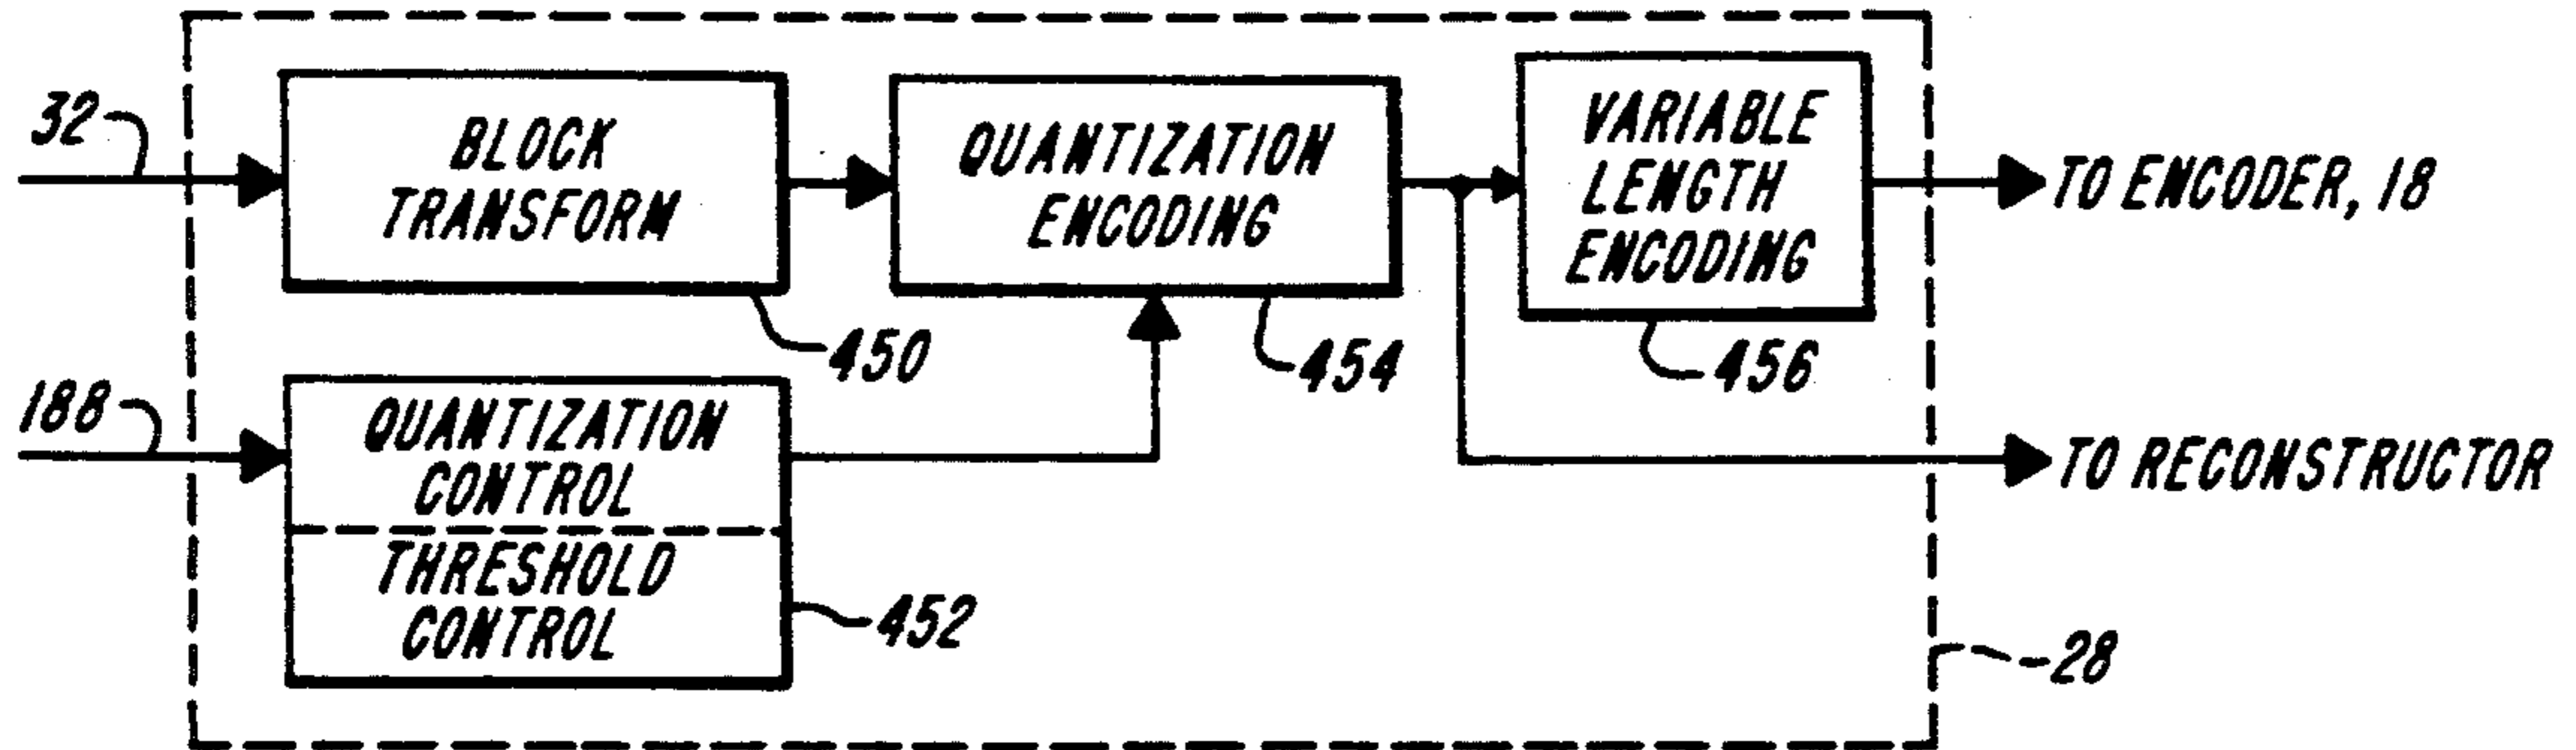 32
BLOCK
TRANSFORM
450
QUANTIZATION
ENCODING
454
VARIABLE
LENGTH
ENCODING
456
TO ENCODER, 18
188
QUANTIZATION
CONTROL
THRESHOLD
CONTROL
452
TO RECONSTRUCTOR
28